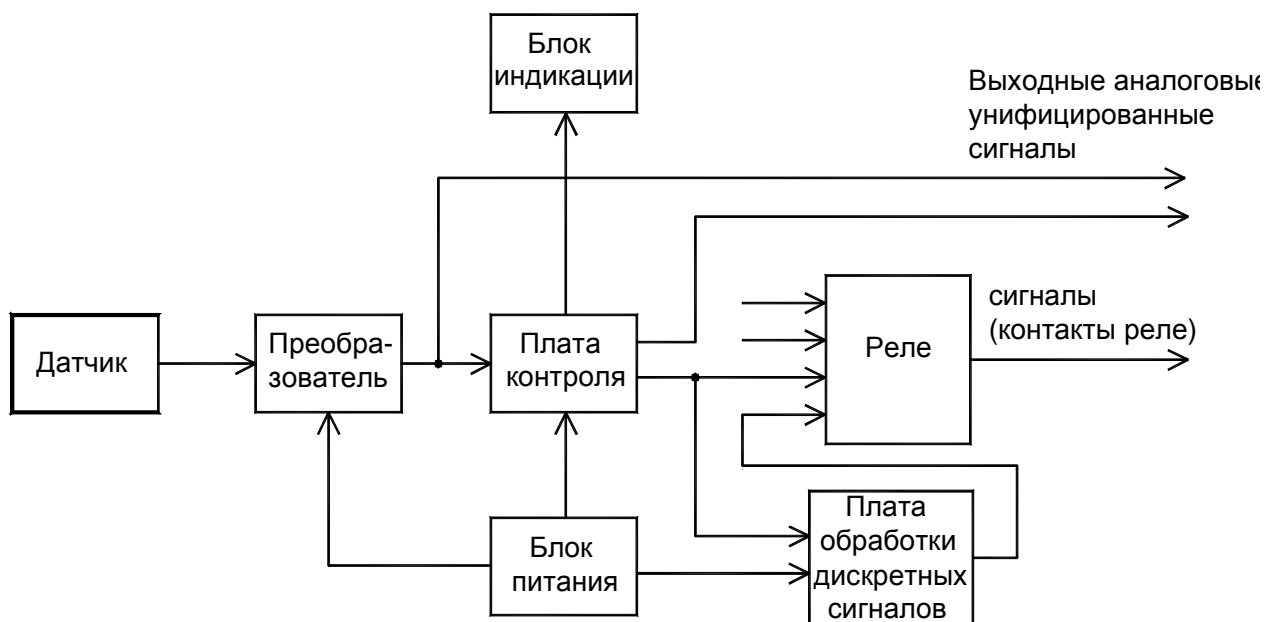 Блок
индикации
Выходные аналоговые
унифицированные
сигналы
сигналы
(контакты реле)
Датчик
Преобра-
зователь
Плата
контроля
Реле
Блок
питания
Плата
обработки
дискретных
сигналов